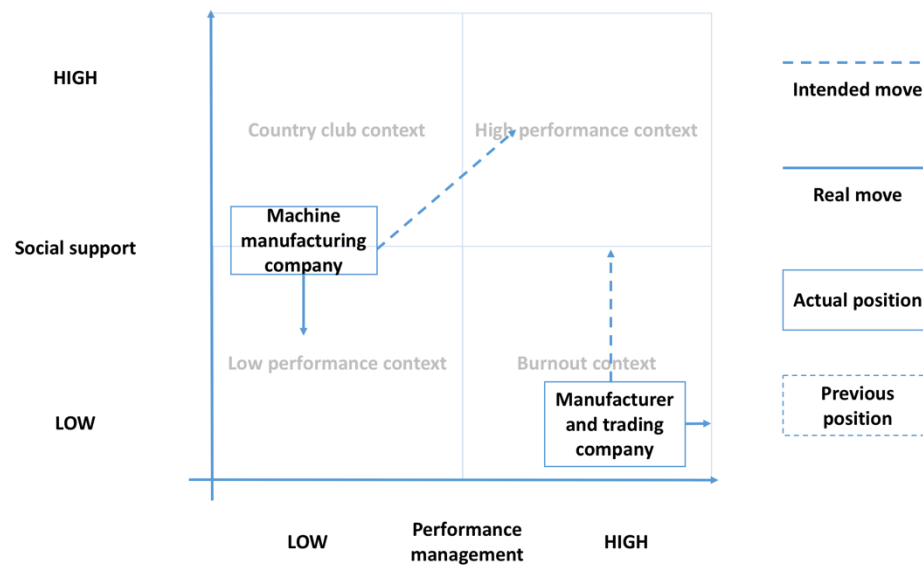 HIGH
Intended move
Country club context
High performance context
Real move
Machine
manufacturing
company
Social support
Actual position
Low performance context
Burnout context
Manufacturer
and trading
company
LOW
Previous
position
LOW
Performance
management
HIGH